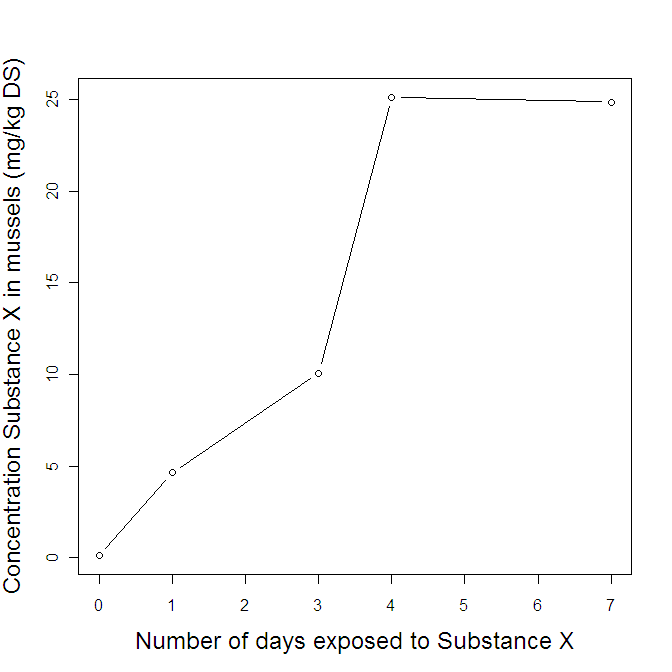 Concentration Substance X in mussels (mg/kg DS)
25
20
15
10
5
0
0 1 2 3 4 5 6 7
Number of days exposed to Substance X